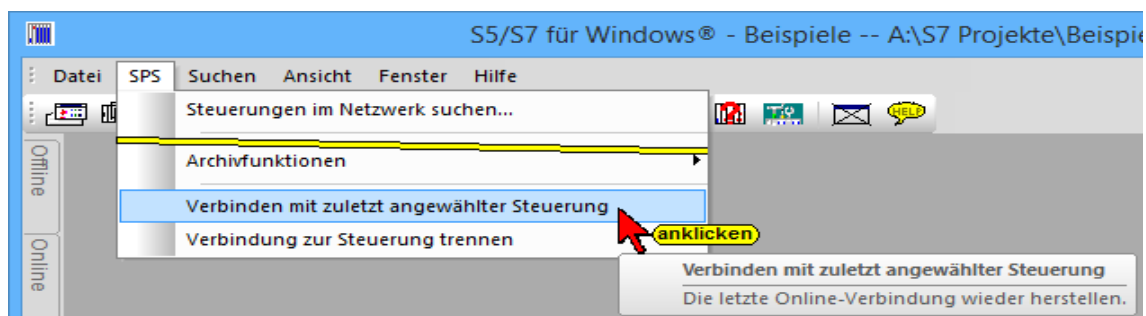 S5/S7 für Windows® - Beispiele -- A:\S7 Projekte\Beispie
Datei SPS Suchen Ansicht Fenster Hilfe
Steuerungen im Netzwerk suchen...
HELP
Offline
Archivfunktionen
Verbinden mit zuletzt angewählter Steuerung
anklicken
Verbindung zur Steuerung trennen
Online
Verbinden mit zuletzt angewählter Steuerung
Die letzte Online-Verbindung wieder herstellen.